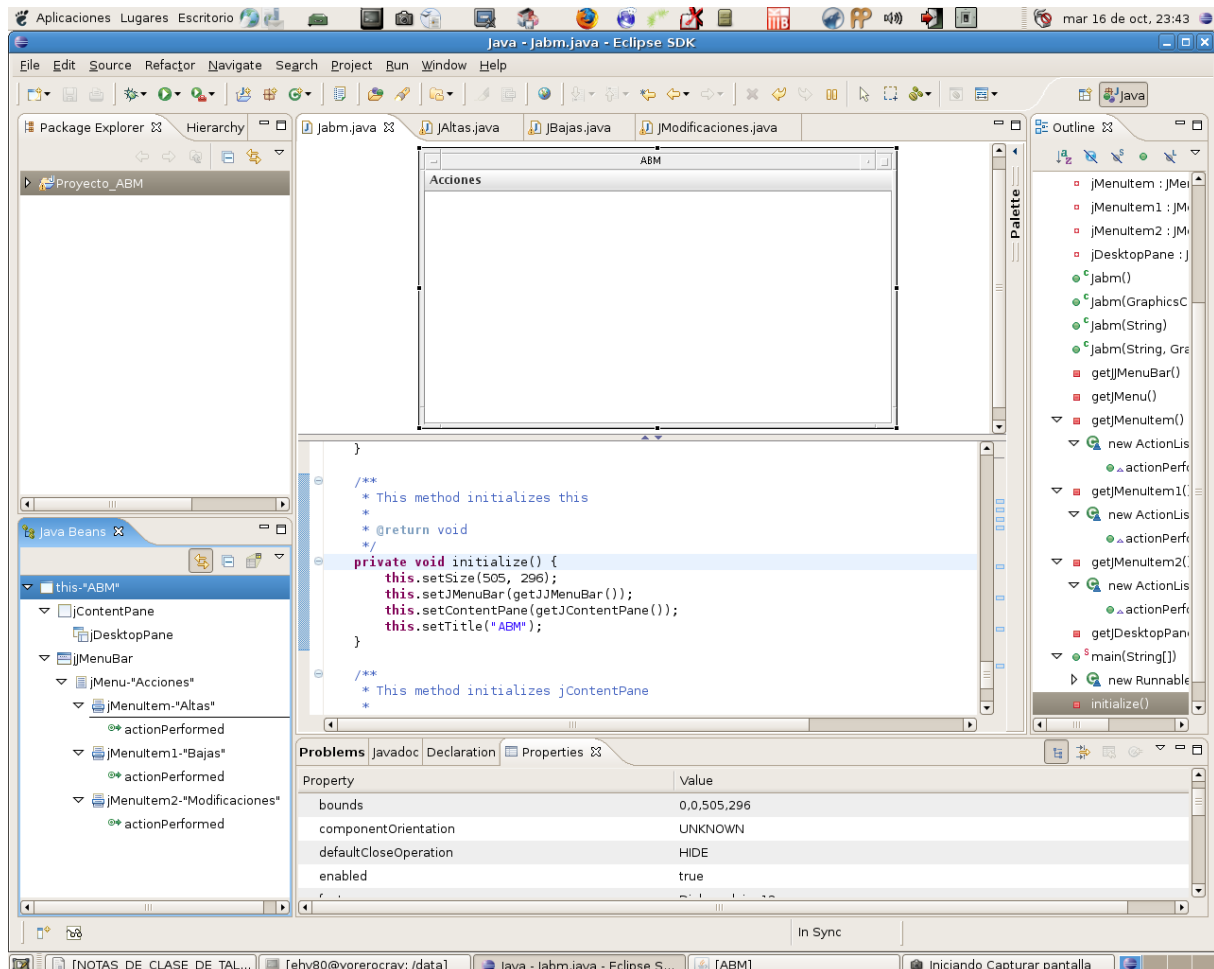 Aplicaciones Lugares Escritorio
mar 16 de oct, 23:43
Java - Jabm.java - Eclipse SDK
File Edit Source Refactor Navigate Search Project Run Window Help
Java
Package Explorer
Hierarchy
Proyecto_ABM
Jabm.java
JAltas.java
JBajas.java
JModificaciones.java
ABM
Acciones
Palette
}
/**
* This method initializes this
*
* @return void
*/
private void initialize() {
this.setSize(505, 296);
this.setJMenuBar(getJJMenuBar());
this.setContentPane(getJContentPane());
this.setTitle("ABM");
}
/**
* This method initializes jContentPane
*
Outline
jMenuItem : JMe
jMenuItem1 : JM
jMenuItem2 : JM
jDesktopPane : J
Jabm()
Jabm(GraphicsC
Jabm(String)
Jabm(String, Gra
getJJMenuBar()
getJMenu()
getJMenuItem()
new ActionLis
actionPerfo
getJMenuItem1()
new ActionLis
actionPerfo
getJMenuItem2()
new ActionLis
actionPerfo
getJDesktopPan
main(String[])
new Runnable
initialize()
Java Beans
this-"ABM"
jContentPane
jDesktopPane
jJMenuBar
jMenu-"Acciones"
jMenuItem-"Altas"
actionPerformed
jMenuItem1-"Bajas"
actionPerformed
jMenuItem2-"Modificaciones"
actionPerformed
Problems Javadoc Declaration Properties
Property Value
bounds 0,0,505,296
componentOrientation UNKNOWN
defaultCloseOperation HIDE
enabled true
In Sync
[NOTAS_DE_CLASE_DE_TAL...
[ehy80@yorerocray: /data]
Java - Jabm.java - Eclipse S...
[ABM]
Iniciando Capturar pantalla